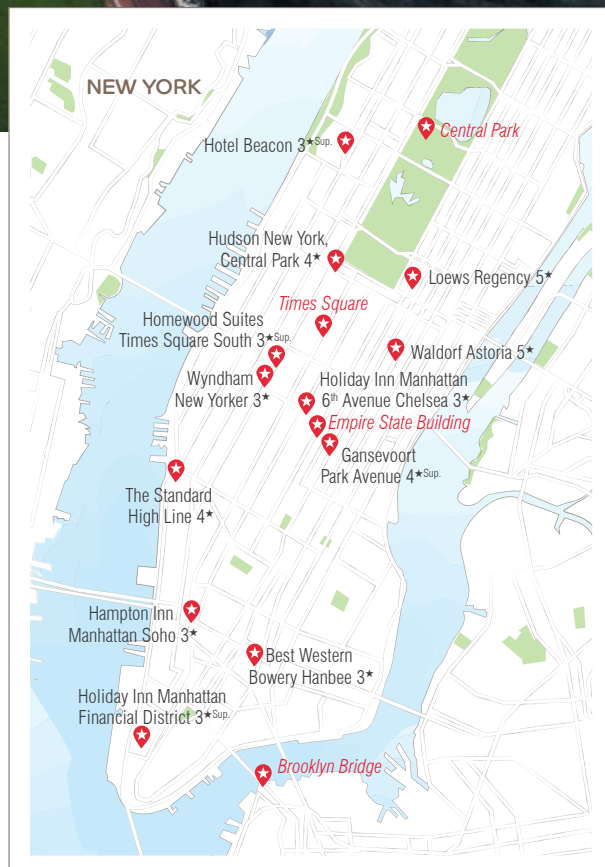 NEW YORK
Central Park
Hotel Beacon 3★Sup.
Hudson New York,
Central Park 4★
Loews Regency 5★
Times Square
Homewood Suites
Times Square South 3★Sup.
Waldorf Astoria 5★
Wyndham
New Yorker 3★
Holiday Inn Manhattan
6th Avenue Chelsea 3★
Empire State Building
Gansevoort
Park Avenue 4★Sup.
The Standard
High Line 4★
Hampton Inn
Manhattan Soho 3★
Best Western
Bowery Hanbee 3★
Holiday Inn Manhattan
Financial District 3★Sup.
Brooklyn Bridge